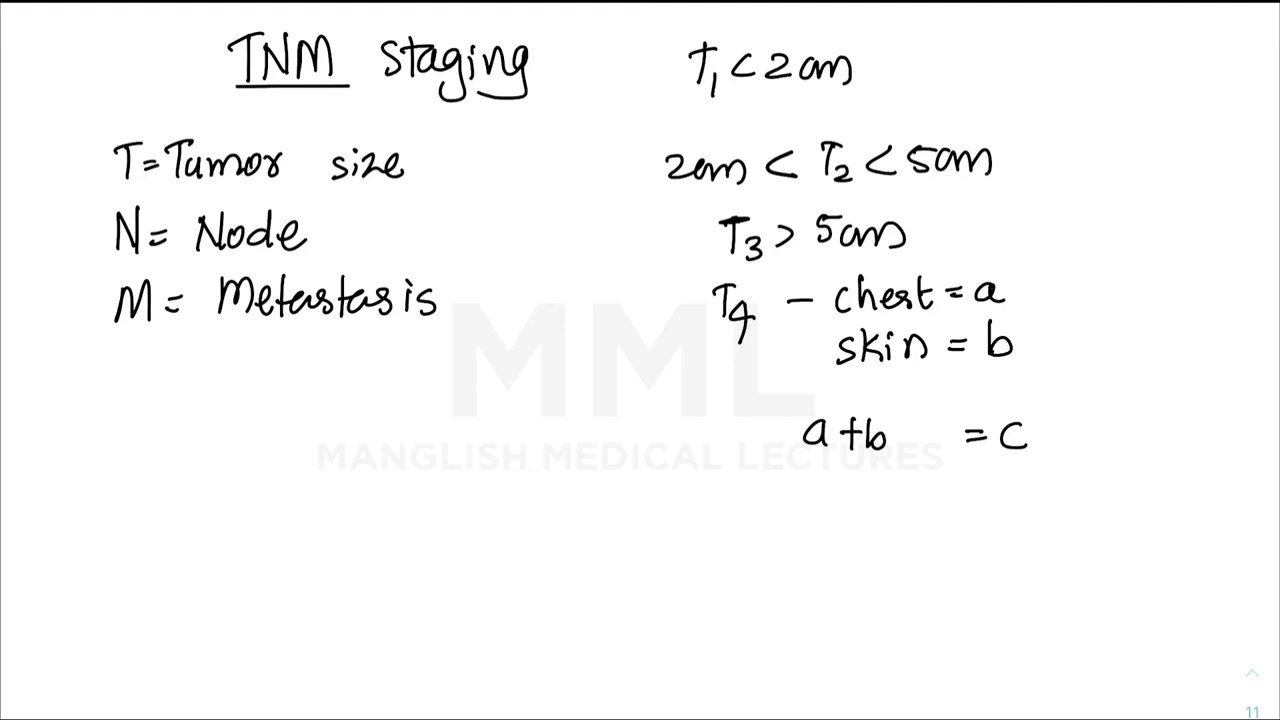 TNM staging
T=Tumor size
N= Node
M= Metastasis
T1 < 2cm
2cm < T2 < 5cm
T3 > 5cm
T4 - chest = a
skin = b
a+b = c
MML
MANGLISH MEDICAL LECTURES
11